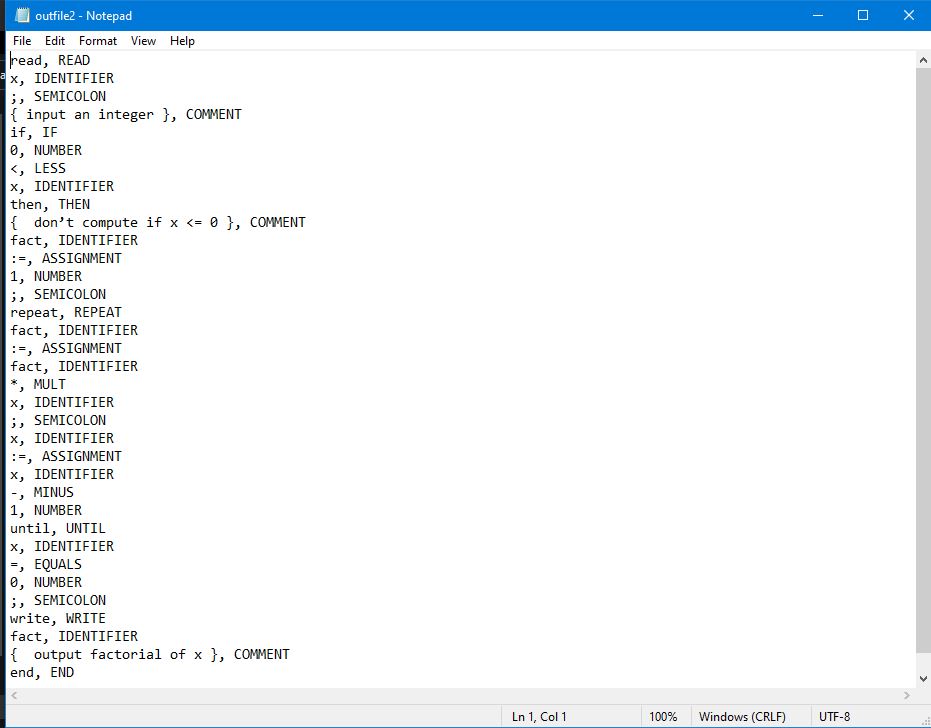 outfile2 - Notepad
File Edit Format View Help
read, READ
x, IDENTIFIER
;, SEMICOLON
{ input an integer }, COMMENT
if, IF
0, NUMBER
<, LESS
x, IDENTIFIER
then, THEN
{  don’t compute if x <= 0 }, COMMENT
fact, IDENTIFIER
:=, ASSIGNMENT
1, NUMBER
;, SEMICOLON
repeat, REPEAT
fact, IDENTIFIER
:=, ASSIGNMENT
fact, IDENTIFIER
*, MULT
x, IDENTIFIER
;, SEMICOLON
x, IDENTIFIER
:=, ASSIGNMENT
x, IDENTIFIER
-, MINUS
1, NUMBER
until, UNTIL
x, IDENTIFIER
=, EQUALS
0, NUMBER
;, SEMICOLON
write, WRITE
fact, IDENTIFIER
{  output factorial of x }, COMMENT
end, END
Ln 1, Col 1 100% Windows (CRLF) UTF-8